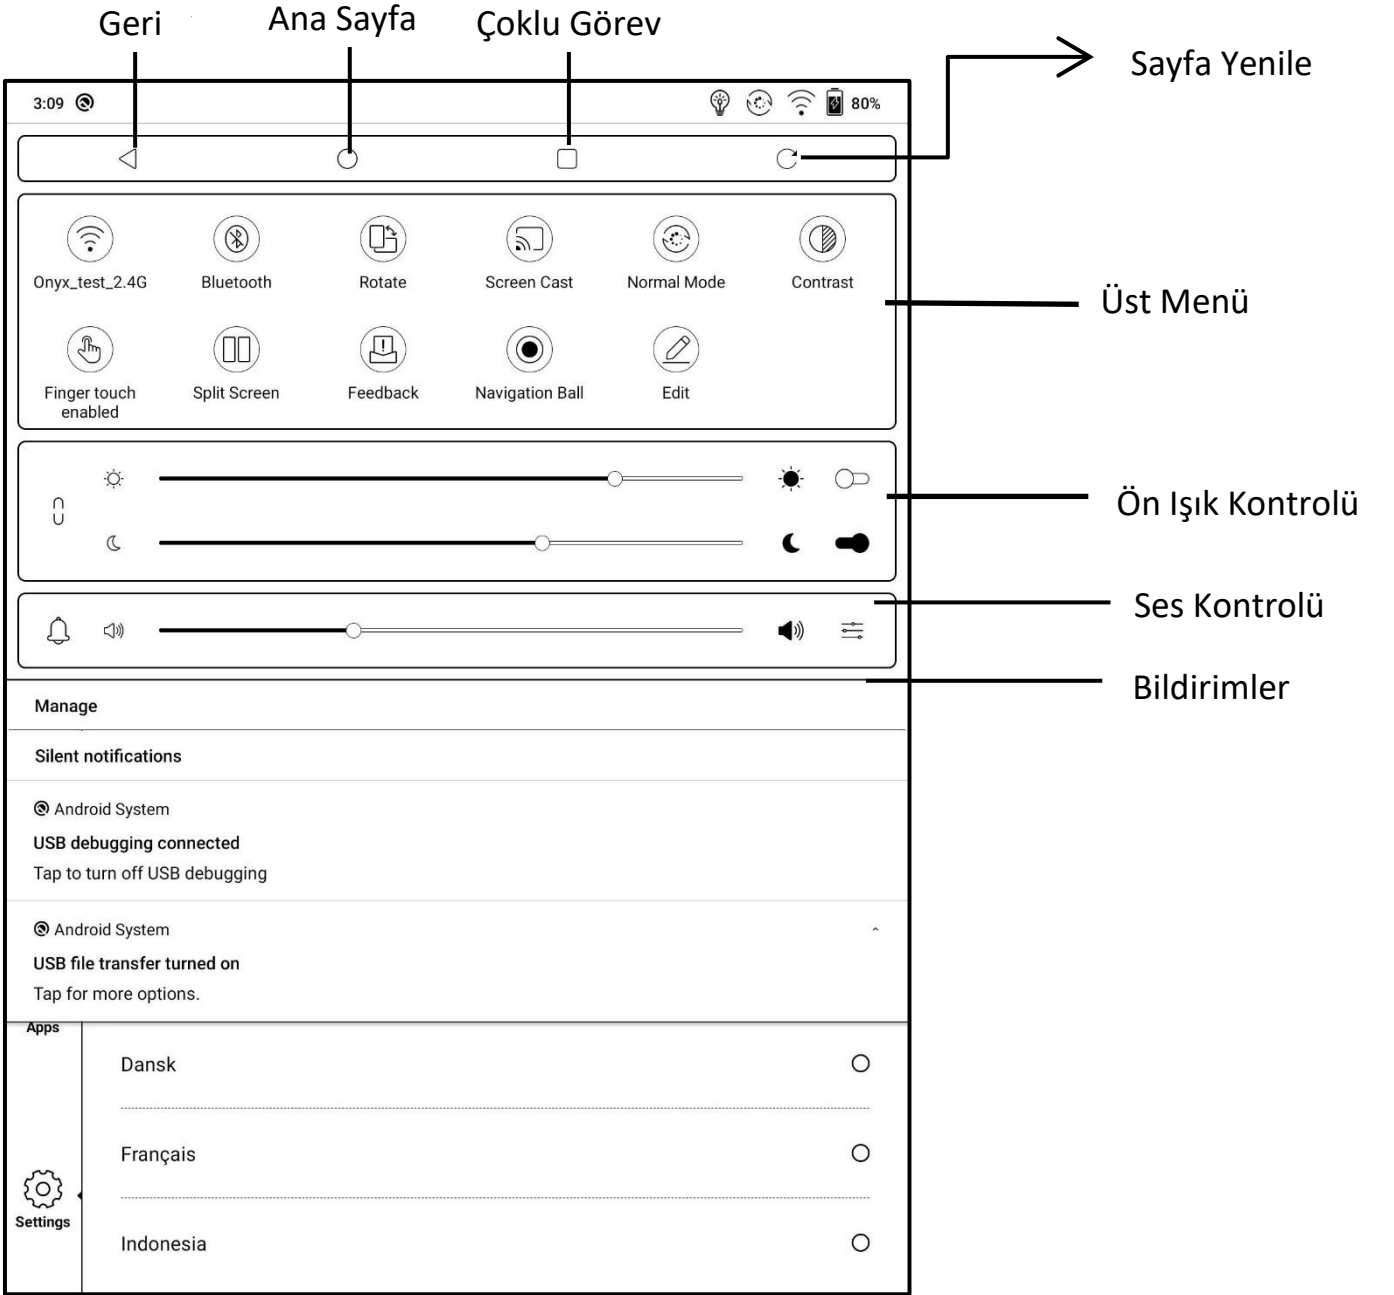 Geri
Ana Sayfa
Çoklu Görev
Sayfa Yenile
3:09
80%
Onyx_test_2.4G
Bluetooth
Rotate
Screen Cast
Normal Mode
Contrast
Üst Menü
Finger touch
enabled
Split Screen
Feedback
Navigation Ball
Edit
Ön Işık Kontrolü
Ses Kontrolü
Bildirimler
Manage
Silent notifications
Android System
USB debugging connected
Tap to turn off USB debugging
Android System
USB file transfer turned on
Tap for more options.
Apps
Dansk
Français
Settings
Indonesia